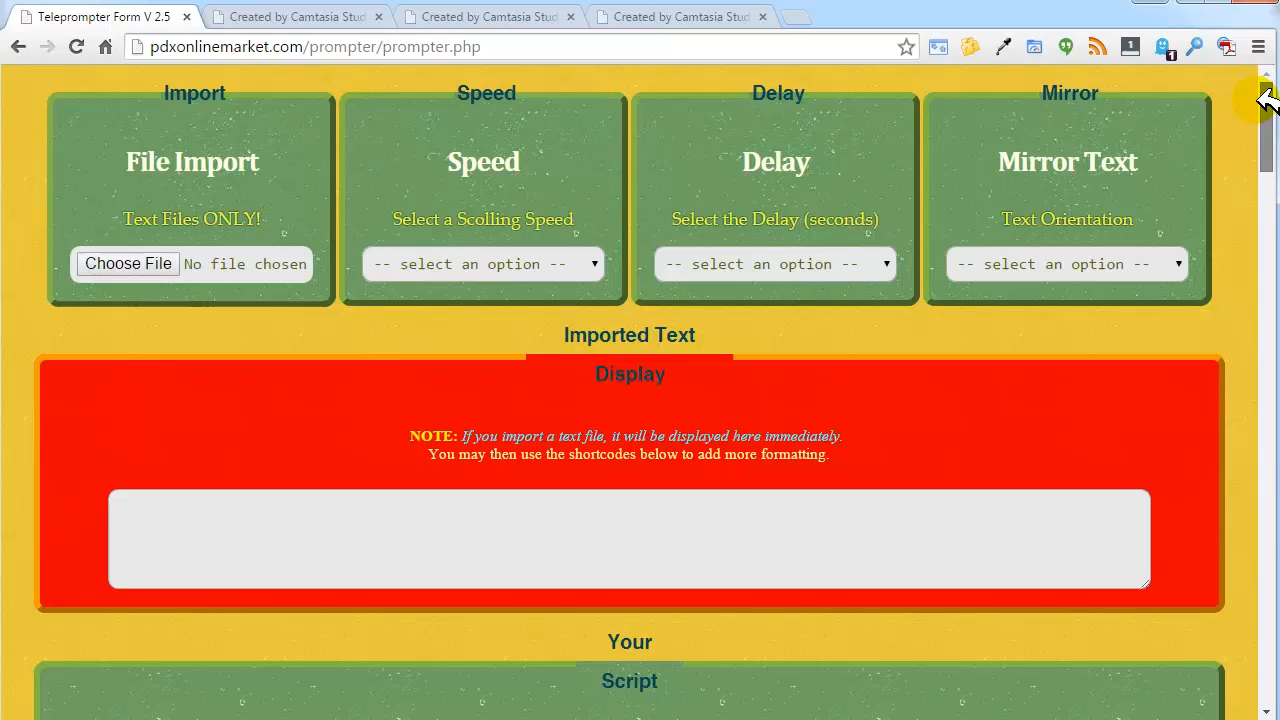 Teleprompter Form V 2.5
Created by Camtasia Stud
Created by Camtasia Stud
Created by Camtasia Stud
pdxonlinemarket.com/prompter/prompter.php
1
1
Import
Speed
Delay
Mirror
File Import
Speed
Delay
Mirror Text
Text Files ONLY!
Select a Scolling Speed
Select the Delay (seconds)
Text Orientation
Choose File No file chosen
-- select an option --
-- select an option --
-- select an option --
Imported Text
Display
NOTE: If you import a text file, it will be displayed here immediately.
You may then use the shortcodes below to add more formatting.
Your
Script